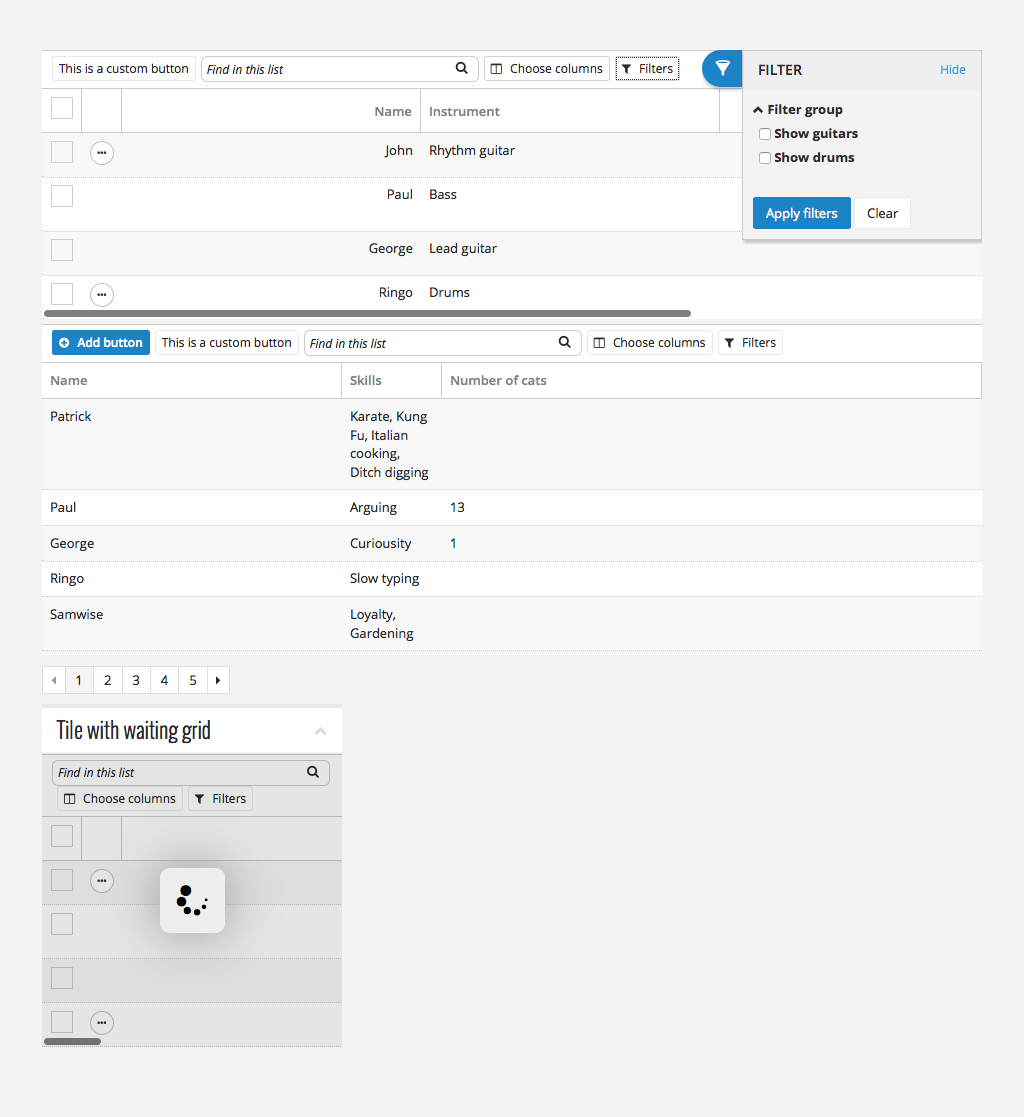 This is a custom button Find in this list Choose columns Filters
FILTER Hide
Filter group
Show guitars
Show drums
Apply filters Clear
Name Instrument
John Rhythm guitar
Paul Bass
George Lead guitar
Ringo Drums
Add button This is a custom button Find in this list Choose columns Filters
Name Skills Number of cats
Patrick Karate, Kung
Fu, Italian
cooking,
Ditch digging
Paul Arguing 13
George Curiousity 1
Ringo Slow typing
Samwise Loyalty,
Gardening
1 2 3 4 5
Tile with waiting grid
Find in this list
Choose columns Filters